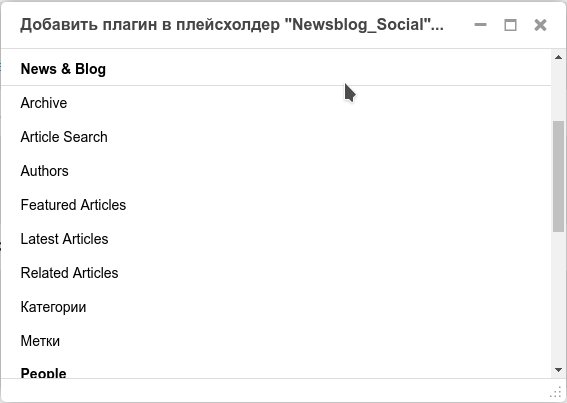 Добавить плагин в плейсхолдер "Newsblog_Social"...
News & Blog
Archive
Article Search
Authors
Featured Articles
Latest Articles
Related Articles
Категории
Метки
People